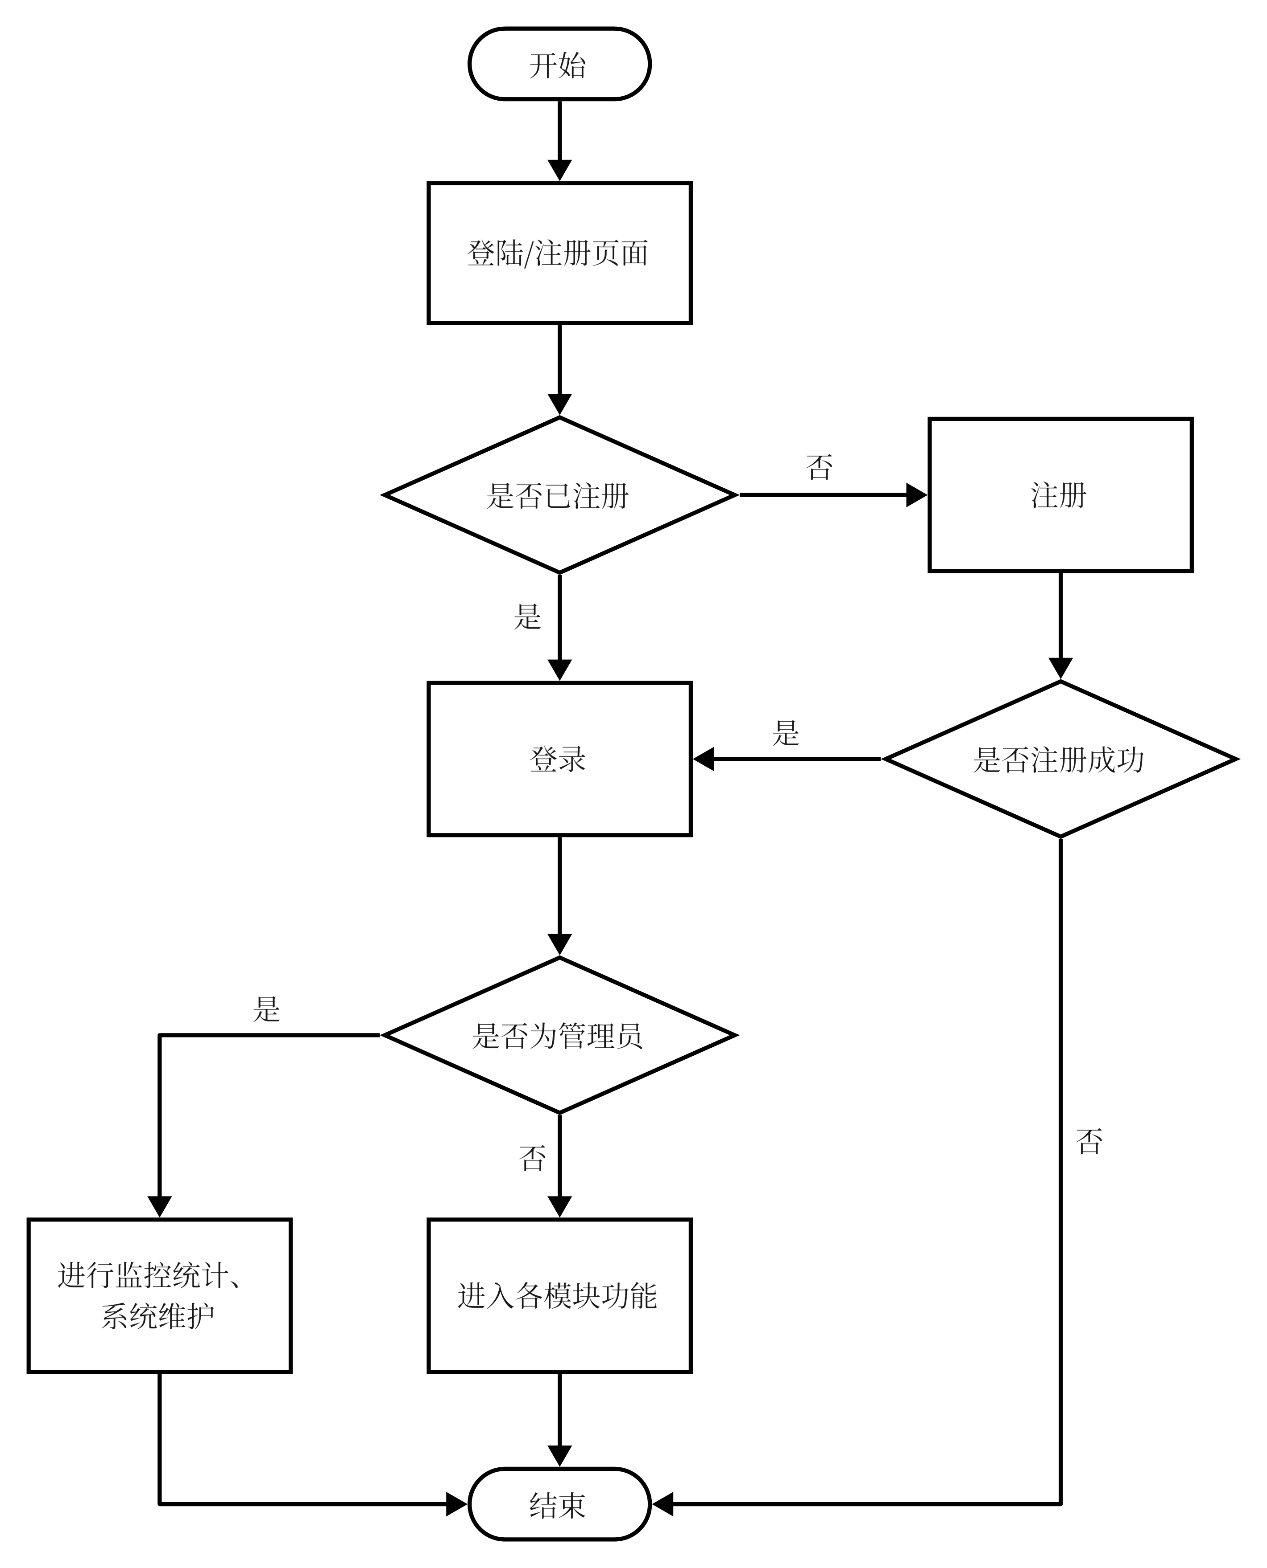 开始
登陆/注册页面
是否已注册
否
注册
是
登录
是
是否注册成功
是
是否为管理员
否
否
进行监控统计、
系统维护
进入各模块功能
结束